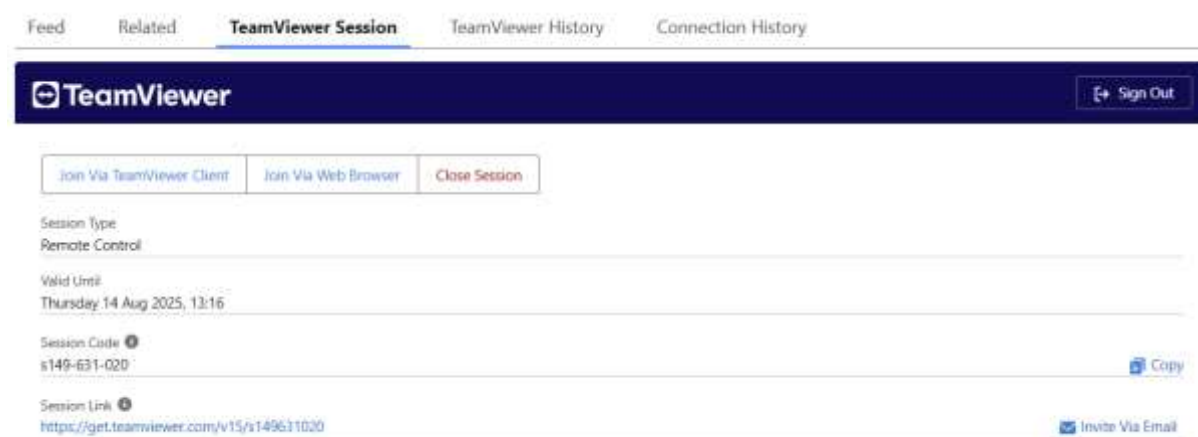 Feed Related TeamViewer Session TeamViewer History Connection History
TeamViewer Sign Out
Join Via TeamViewer Client Join Via Web Browser Close Session
Session Type
Remote Control
Valid Until
Thursday 14 Aug 2025, 13:16
Session Code
s149-631-020 Copy
Session Link
https://get.teamviewer.com/v15/s149631020 Invite Via Email